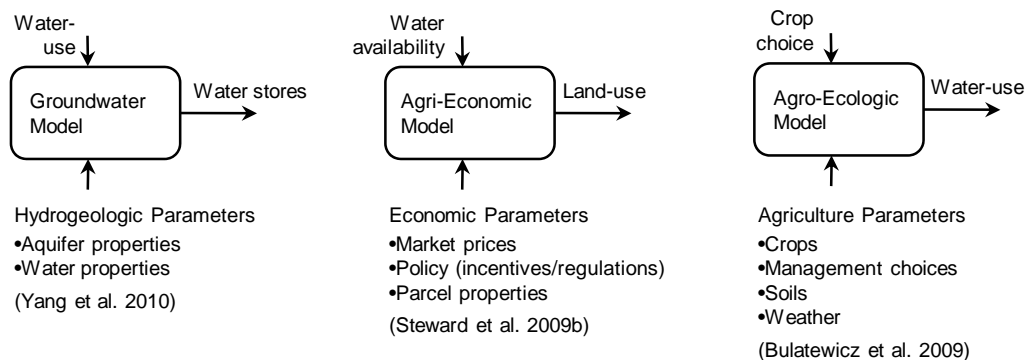 Water-
use
Groundwater
Model
Water stores
Hydrogeologic Parameters
•Aquifer properties
•Water properties
(Yang et al. 2010)
Water
availability
Agri-Economic
Model
Land-use
Economic Parameters
•Market prices
•Policy (incentives/regulations)
•Parcel properties
(Steward et al. 2009b)
Crop
choice
Agro-Ecologic
Model
Water-use
Agriculture Parameters
•Crops
•Management choices
•Soils
•Weather
(Bulatewicz et al. 2009)